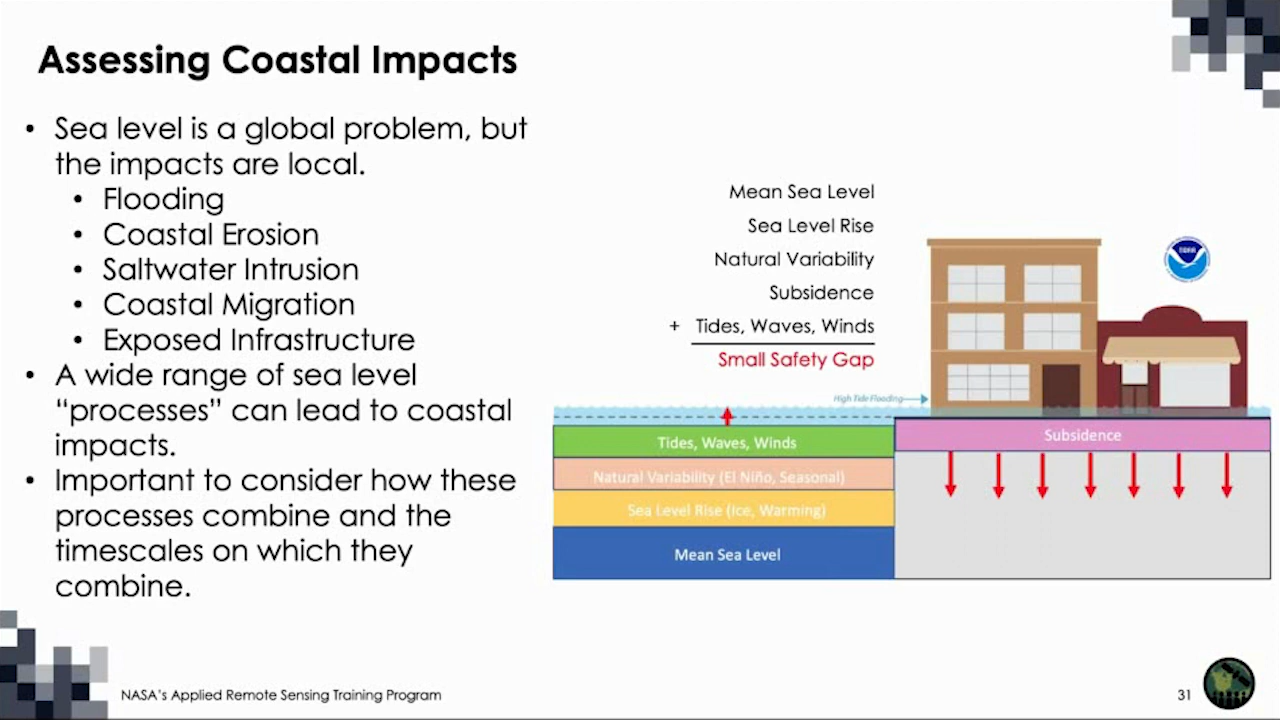 Assessing Coastal Impacts
• Sea level is a global problem, but
the impacts are local.
• Flooding
• Coastal Erosion
• Saltwater Intrusion
• Coastal Migration
• Exposed Infrastructure
• A wide range of sea level
“processes” can lead to coastal
impacts.
• Important to consider how these
processes combine and the
timescales on which they
combine.
Mean Sea Level
Sea Level Rise
Natural Variability
Subsidence
+ Tides, Waves, Winds
Small Safety Gap
NOAA
High Tide Flooding
Tides, Waves, Winds
Natural Variability (El Niño, Seasonal)
Sea Level Rise (Ice, Warming)
Mean Sea Level
Subsidence
NASA’s Applied Remote Sensing Training Program
31